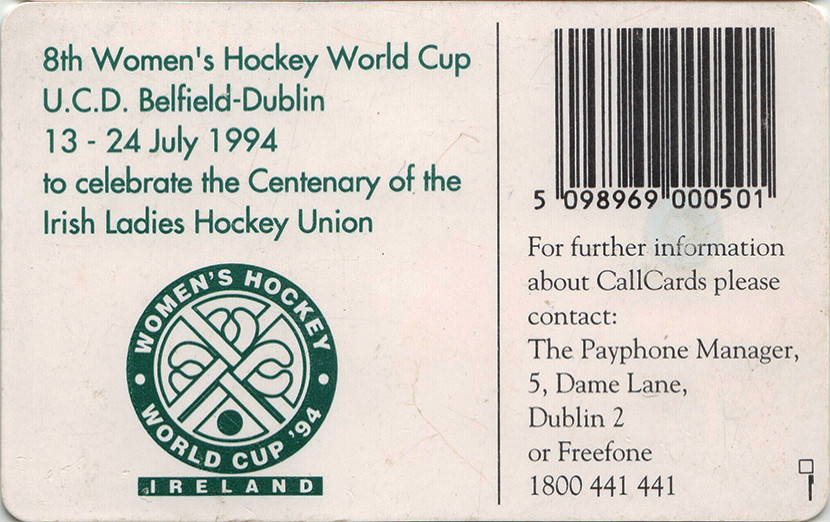 8th Women's Hockey World Cup
U.C.D. Belfield-Dublin
13 - 24 July 1994
to celebrate the Centenary of the
Irish Ladies Hockey Union
WOMEN'S HOCKEY
WORLD CUP '94
IRELAND
5 098969 000501
For further information
about CallCards please
contact:
The Payphone Manager,
5, Dame Lane,
Dublin 2
or Freefone
1800 441 441